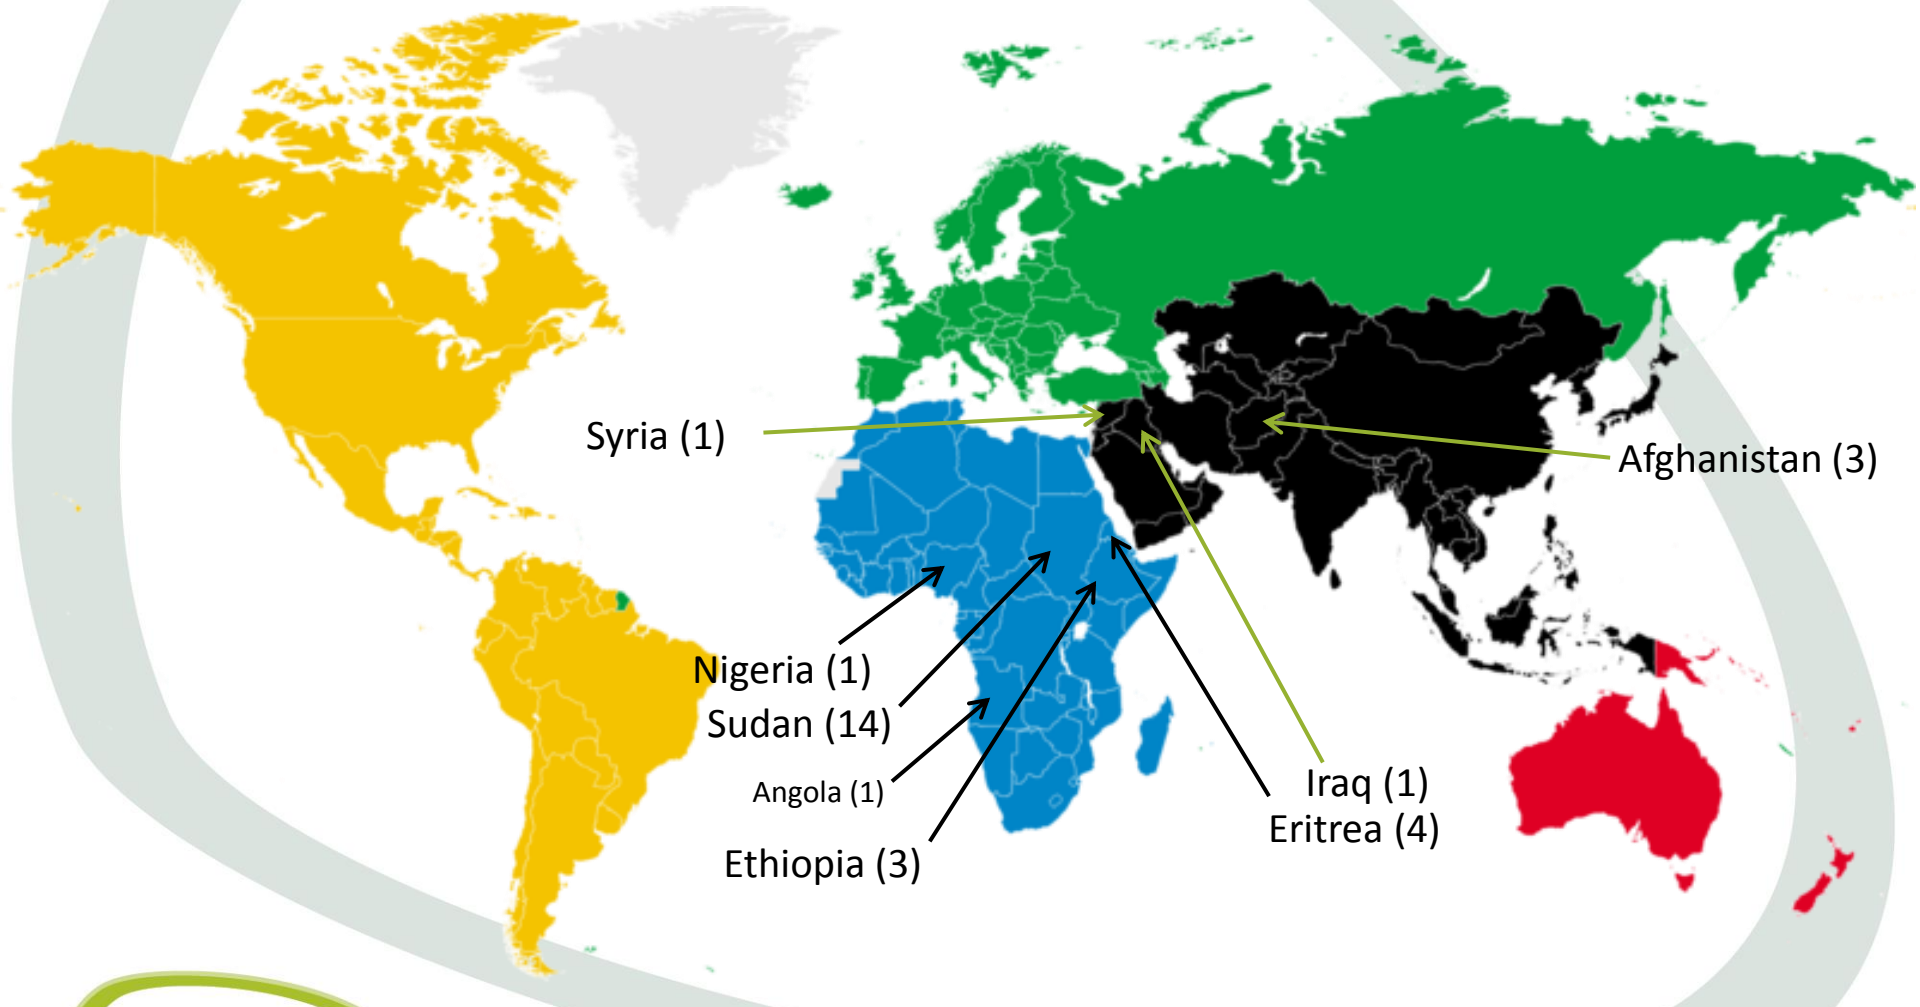 Syria (1)
Afghanistan (3)
Nigeria (1)
Sudan (14)
Angola (1)
Iraq (1)
Eritrea (4)
Ethiopia (3)